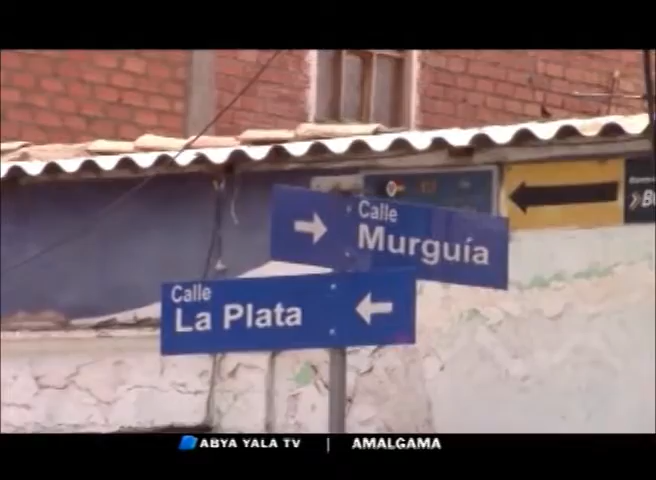 Calle
Murguía
Calle
La Plata
ABYA YALA TV | AMALGAMA